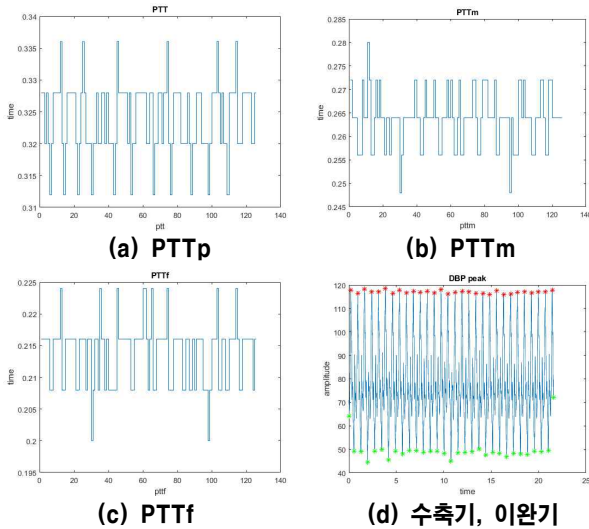 PTT
0.34
0.335
0.33
0.325
0.32
0.315
0.31
time
0 20 40 60 80 100 120 140
ptt
(a) PTTp
PTTm
0.285
0.28
0.275
0.27
0.265
0.26
0.255
0.25
0.245
time
0 20 40 60 80 100 120 140
pttm
(b) PTTm
PTTf
0.225
0.22
0.215
0.21
0.205
0.2
0.195
time
0 20 40 60 80 100 120 140
pttf
(c) PTTf
DBP peak
120
110
100
90
80
70
60
50
40
amplitude
0 5 10 15 20 25
time
(d) 수축기, 이완기